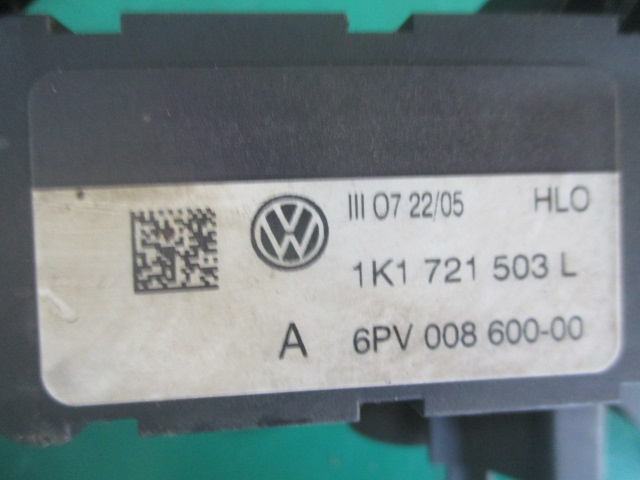 III 07 22/05 HLO
1K1 721 503 L
A 6PV 008 600-00